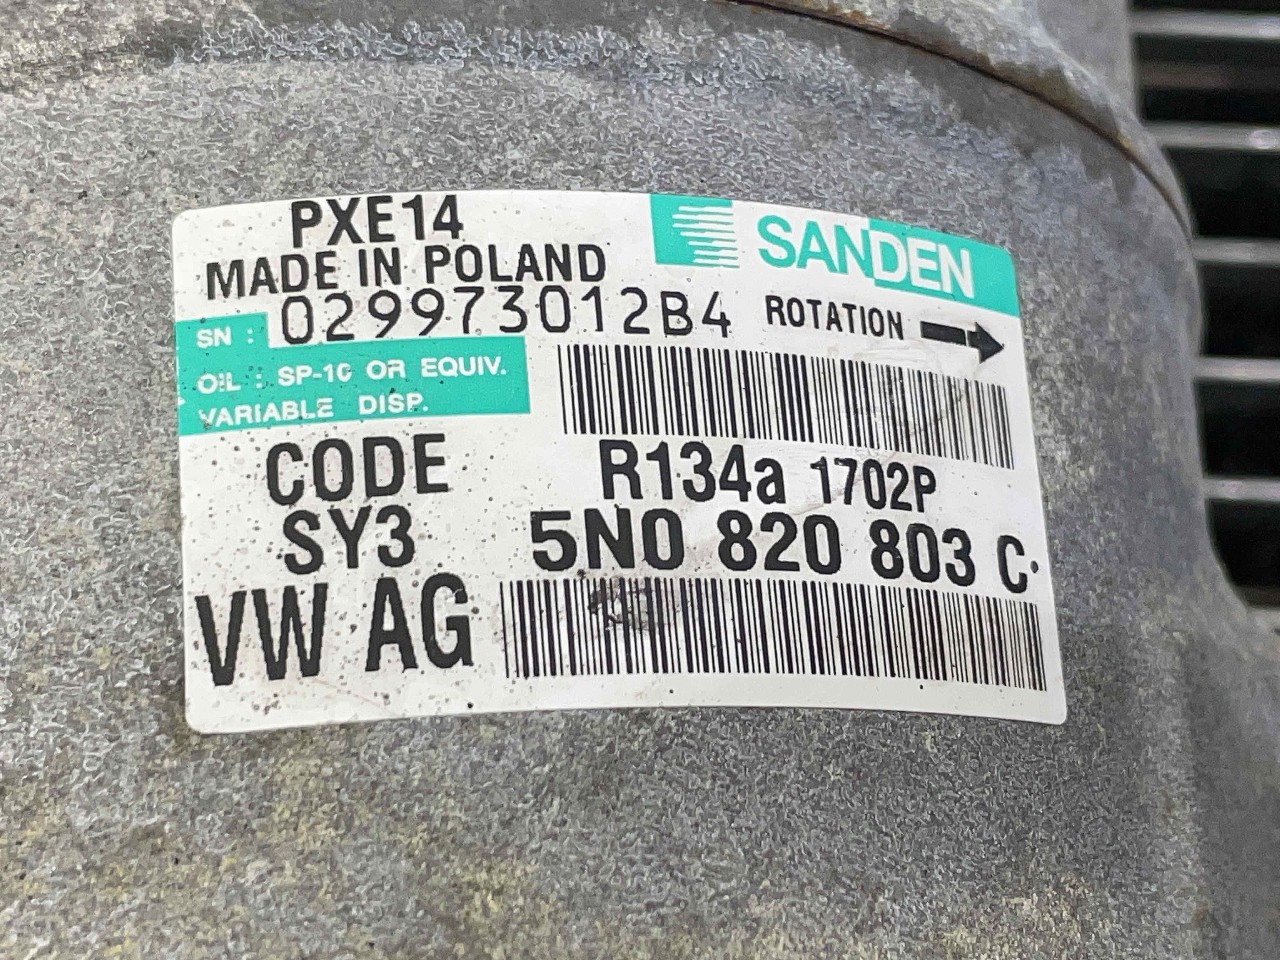 PXE14
SANDEN
MADE IN POLAND
SN : 029973012B4
ROTATION
OIL : SP-10 OR EQUIV.
VARIABLE DISP.
CODE
R134a 1702P
SY3
5N0 820 803 C
VW AG